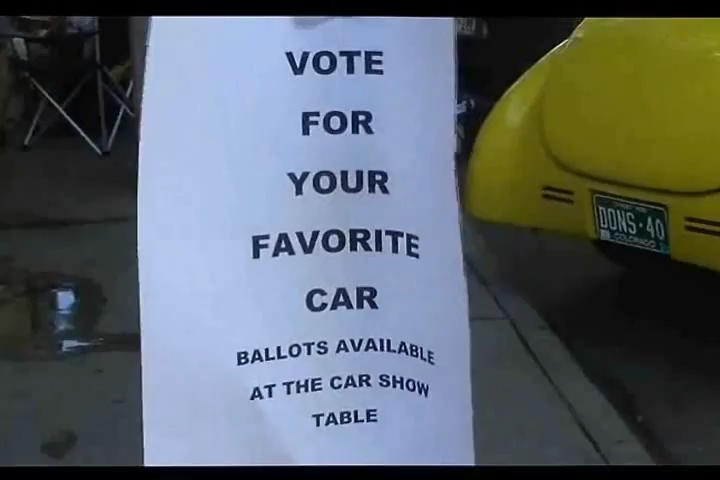 VOTE
FOR
YOUR
FAVORITE
CAR
BALLOTS AVAILABLE
AT THE CAR SHOW
TABLE
DONS-40
COLORADO